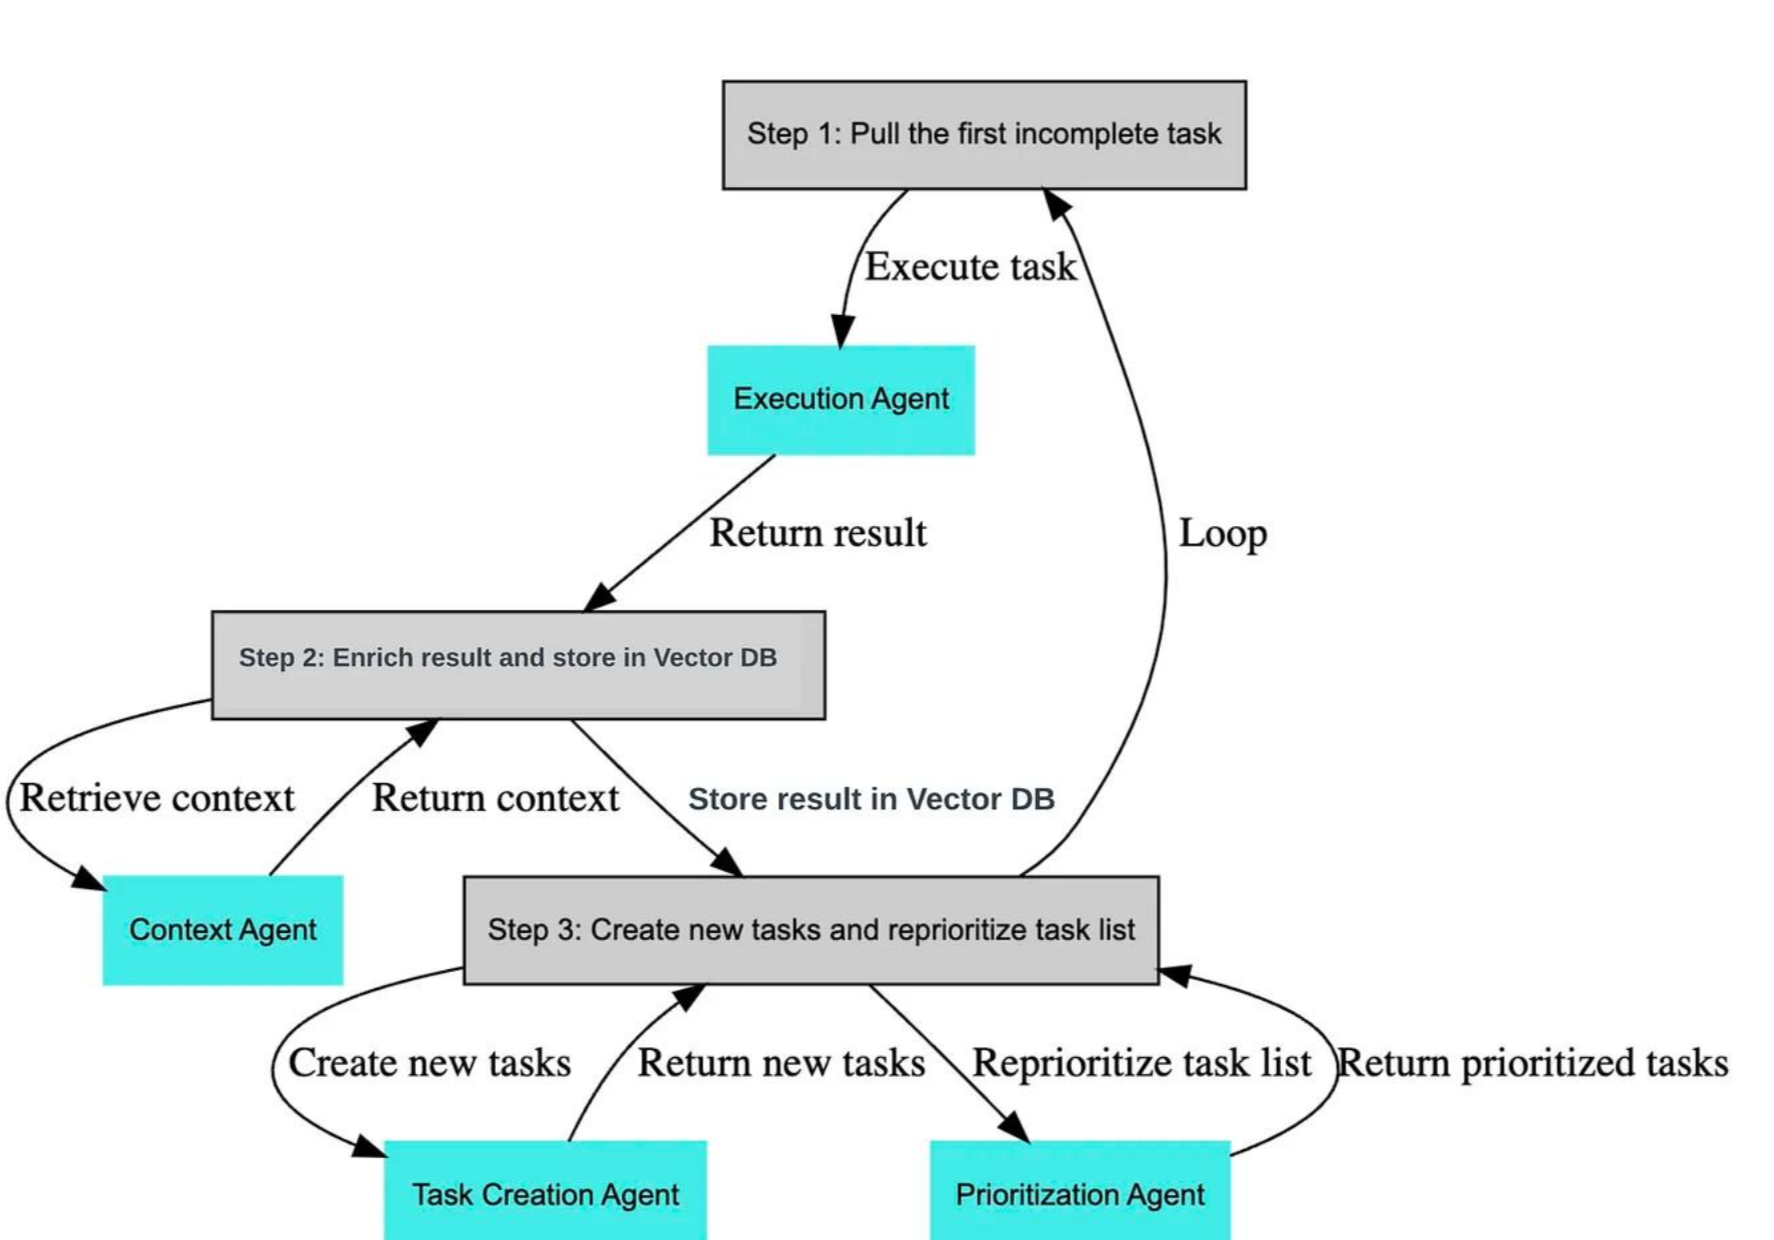 Step 1: Pull the first incomplete task
Execute task
Execution Agent
Return result
Loop
Step 2: Enrich result and store in Vector DB
Retrieve context
Return context
Store result in Vector DB
Context Agent
Step 3: Create new tasks and reprioritize task list
Create new tasks
Return new tasks
Reprioritize task list
Return prioritized tasks
Task Creation Agent
Prioritization Agent